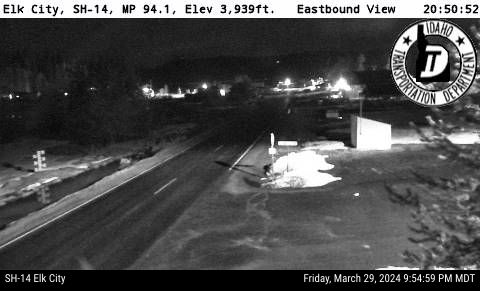 Elk City, SH-14, MP 94.1, Elev 3,939ft. Eastbound View 20:50:52
IDAHO
TRANSPORTATION DEPARTMENT
SH-14 Elk City Friday, March 29, 2024 9:54:59 PM MDT